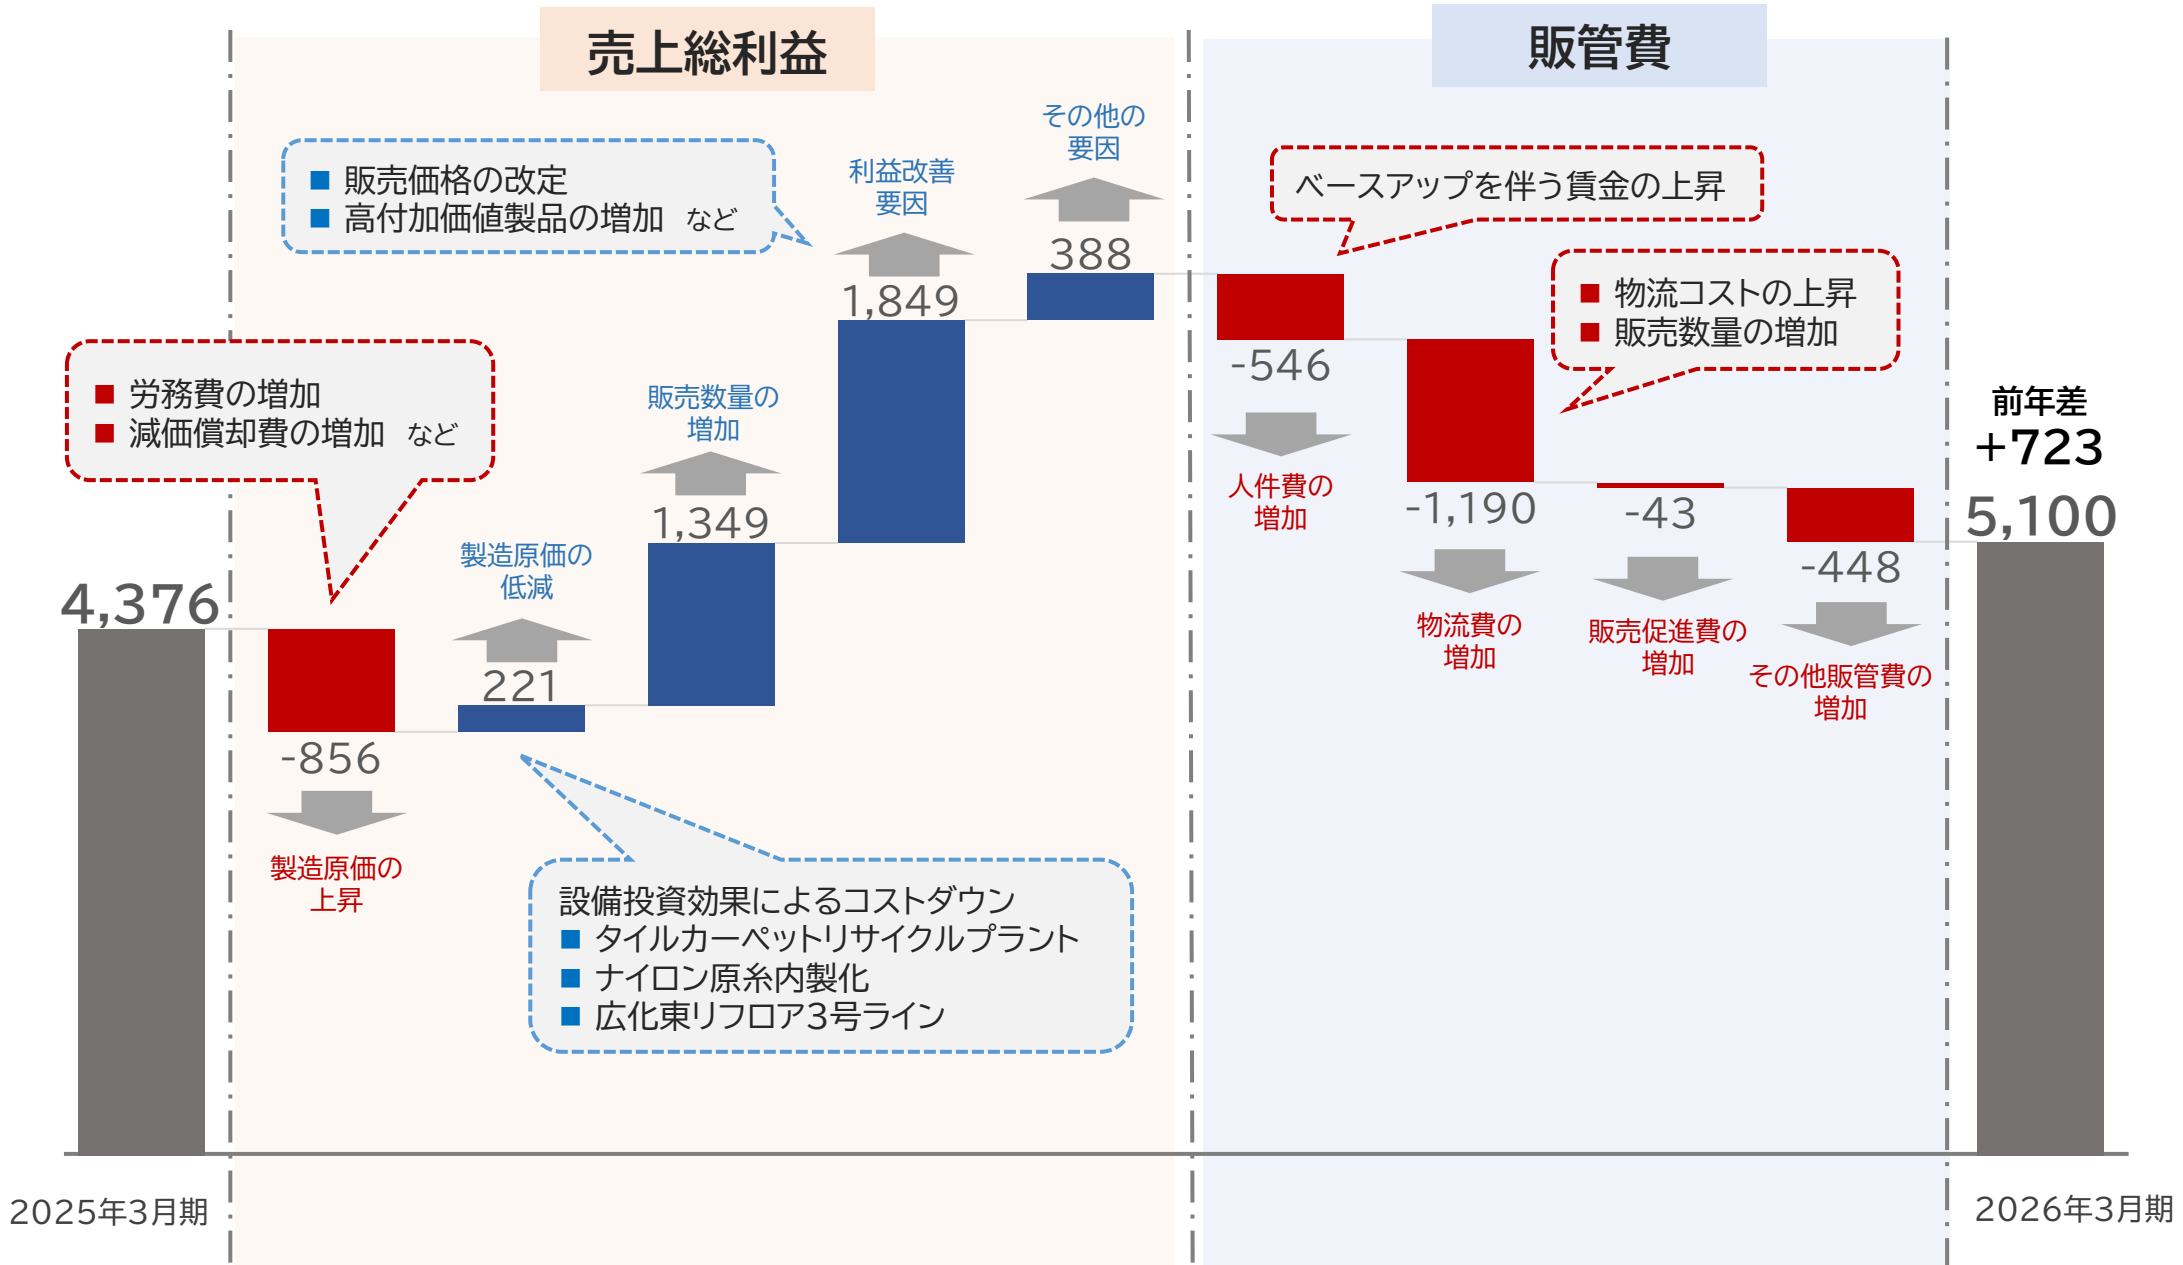 売上総利益
販管費
販売価格の改定
高付加価値製品の増加 など
利益改善
要因
1,849
その他の
要因
388
労務費の増加
減価償却費の増加 など
販売数量の
増加
1,349
製造原価の
低減
221
4,376
-856
製造原価の
上昇
設備投資効果によるコストダウン
タイルカーペットリサイクルプラント
ナイロン原糸内製化
広化東リフロア3号ライン
ベースアップを伴う賃金の上昇
物流コストの上昇
販売数量の増加
-546
人件費の
増加
-1,190
物流費の
増加
-43
販売促進費の
増加
-448
その他販管費の
増加
前年差
+723
5,100
2025年3月期
2026年3月期